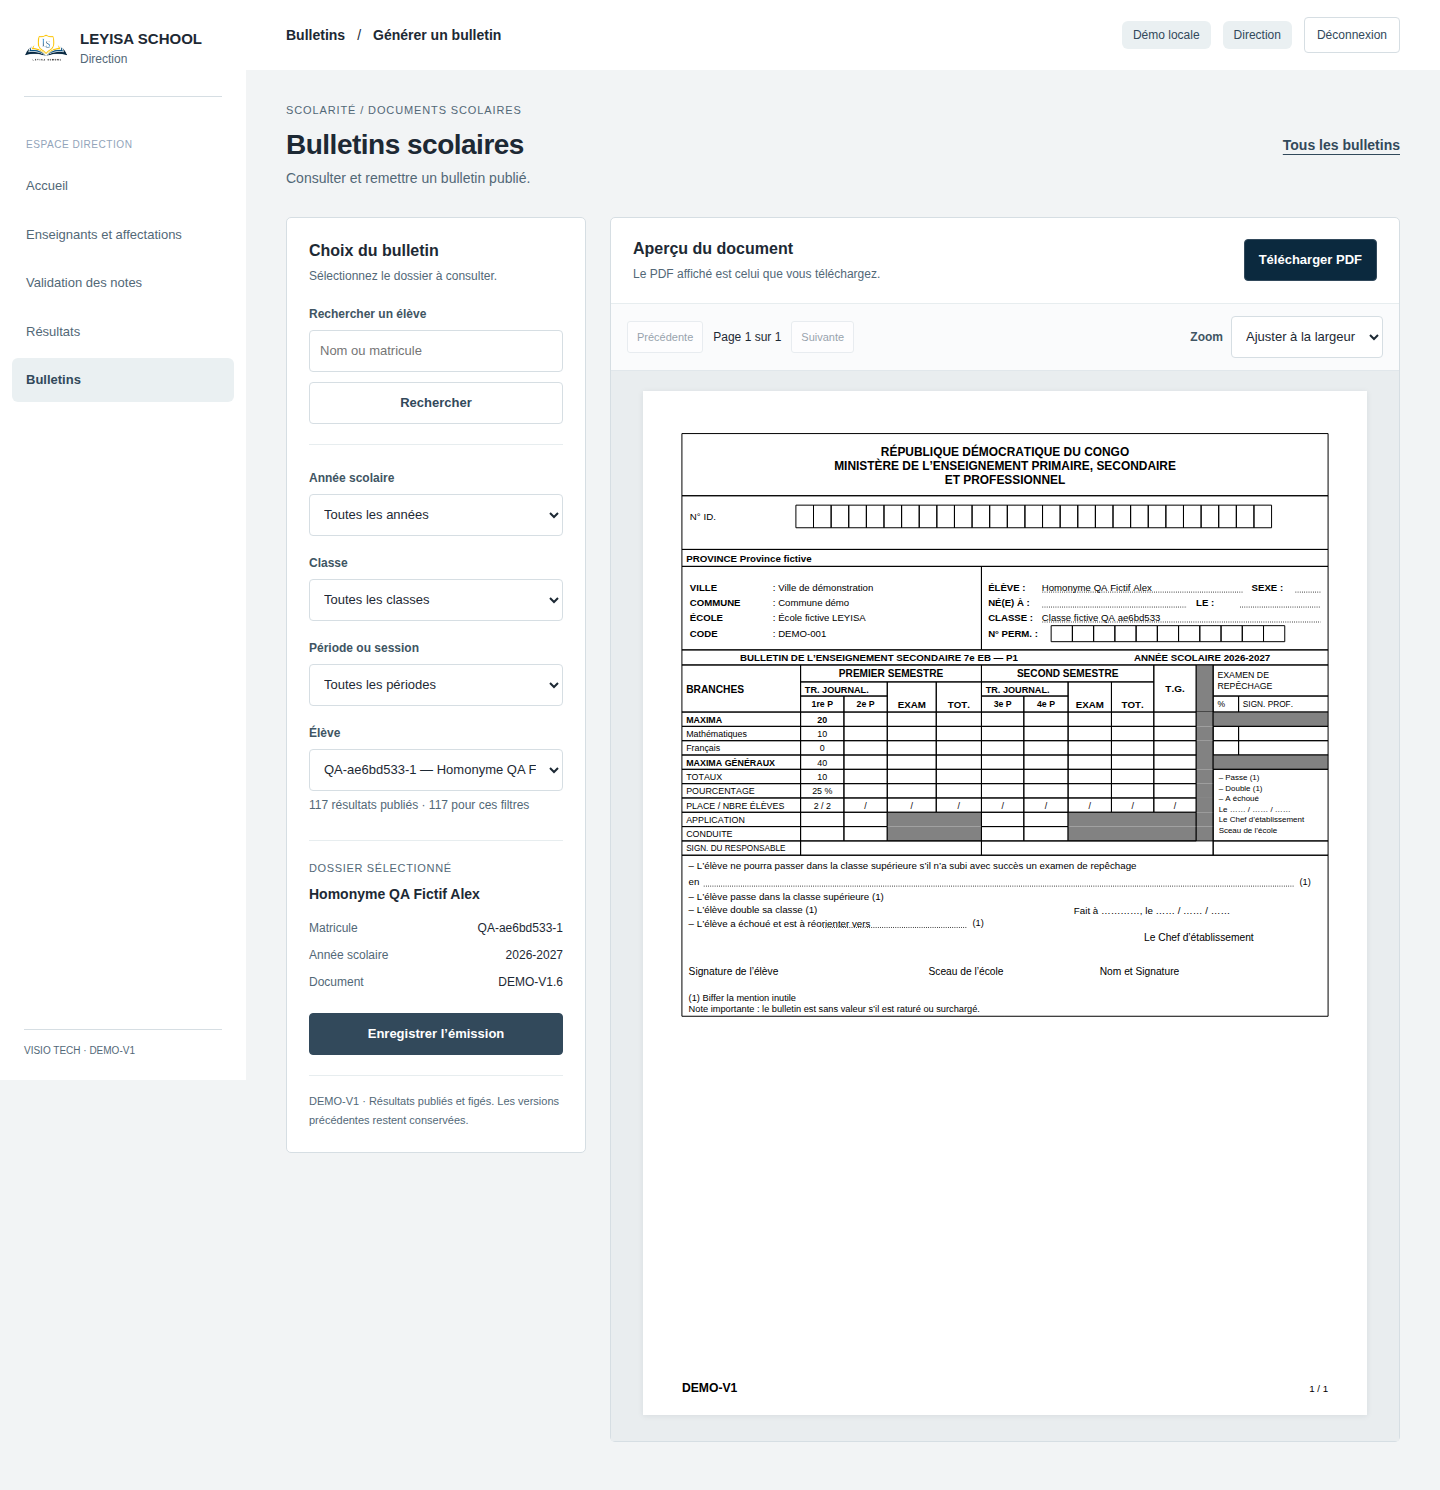 LEYISA SCHOOL
Direction
ESPACE DIRECTION
Accueil
Enseignants et affectations
Validation des notes
Résultats
Bulletins
VISIO TECH · DEMO-V1
Bulletins / Générer un bulletin
Démo locale
Direction
Déconnexion
SCOLARITÉ / DOCUMENTS SCOLAIRES
Bulletins scolaires
Tous les bulletins
Consulter et remettre un bulletin publié.
Choix du bulletin
Sélectionnez le dossier à consulter.
Rechercher un élève
Nom ou matricule
Rechercher
Année scolaire
Toutes les années
Classe
Toutes les classes
Période ou session
Toutes les périodes
Élève
QA-ae6bd533-1 — Homonyme QA F
117 résultats publiés · 117 pour ces filtres
DOSSIER SÉLECTIONNÉ
Homonyme QA Fictif Alex
Matricule QA-ae6bd533-1
Année scolaire 2026-2027
Document DEMO-V1.6
Enregistrer l’émission
DEMO-V1 · Résultats publiés et figés. Les versions
précédentes restent conservées.
Aperçu du document
Le PDF affiché est celui que vous téléchargez.
Télécharger PDF
Précédente
Page 1 sur 1
Suivante
Zoom
Ajuster à la largeur
RÉPUBLIQUE DÉMOCRATIQUE DU CONGO
MINISTÈRE DE L’ENSEIGNEMENT PRIMAIRE, SECONDAIRE
ET PROFESSIONNEL
N° ID.
PROVINCE Province fictive
VILLE : Ville de démonstration
COMMUNE : Commune démo
ÉCOLE : École fictive LEYISA
CODE : DEMO-001
ÉLÈVE : Homonyme QA Fictif Alex SEXE :
NÉ(E) À : LE :
CLASSE : Classe fictive QA ae6bd533
N° PERM. :
BULLETIN DE L’ENSEIGNEMENT SECONDAIRE 7e EB — P1 ANNÉE SCOLAIRE 2026-2027
BRANCHES
PREMIER SEMESTRE
SECOND SEMESTRE
T.G.
EXAMEN DE
REPÊCHAGE
TR. JOURNAL.
TR. JOURNAL.
1re P 2e P EXAM TOT. 3e P 4e P EXAM TOT. % SIGN. PROF.
MAXIMA 20
Mathématiques 10
Français 0
MAXIMA GÉNÉRAUX 40
TOTAUX 10
POURCENTAGE 25 %
PLACE / NBRE ÉLÈVES 2 / 2 / / / / / / / /
APPLICATION
CONDUITE
SIGN. DU RESPONSABLE
– Passe (1)
– Double (1)
– A échoué
Le ...... / ...... / ......
Le Chef d’établissement
Sceau de l’école
– L’élève ne pourra passer dans la classe supérieure s’il n’a subi avec succès un examen de repêchage
en (1)
– L’élève passe dans la classe supérieure (1)
– L’élève double sa classe (1)
– L’élève a échoué et est à réorienter vers (1)
Fait à ............, le ...... / ...... / ......
Le Chef d’établissement
Signature de l’élève
Sceau de l’école
Nom et Signature
(1) Biffer la mention inutile
Note importante : le bulletin est sans valeur s’il est raturé ou surchargé.
DEMO-V1
1 / 1